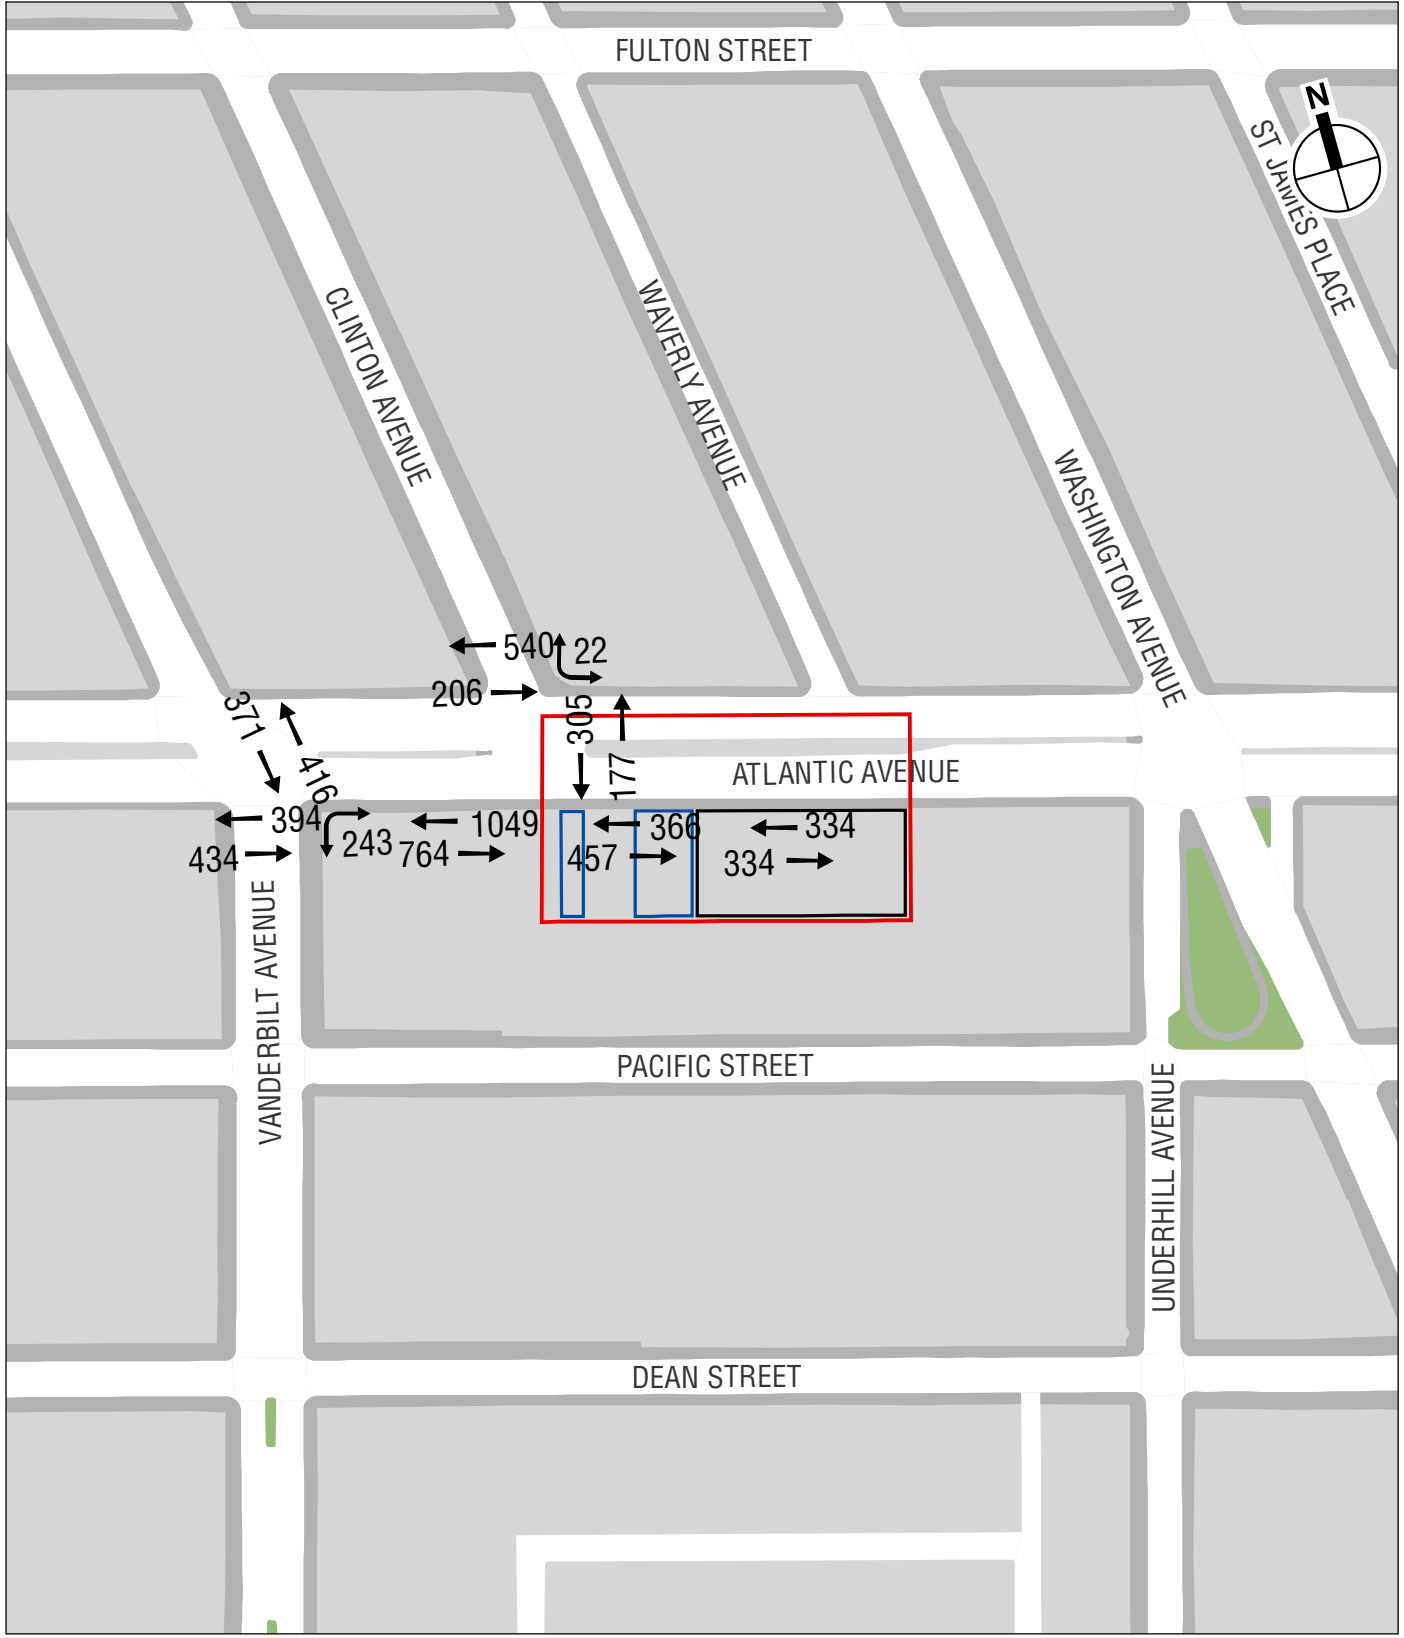 FULTON STREET
N
ST JAMES PLACE
CLINTON AVENUE
WAVERLY AVENUE
WASHINGTON AVENUE
540
22
206
371
305
416
177
ATLANTIC AVENUE
394
243
1049
366
334
434
764
457
334
VANDERBILT AVENUE
PACIFIC STREET
UNDERHILL AVENUE
DEAN STREET